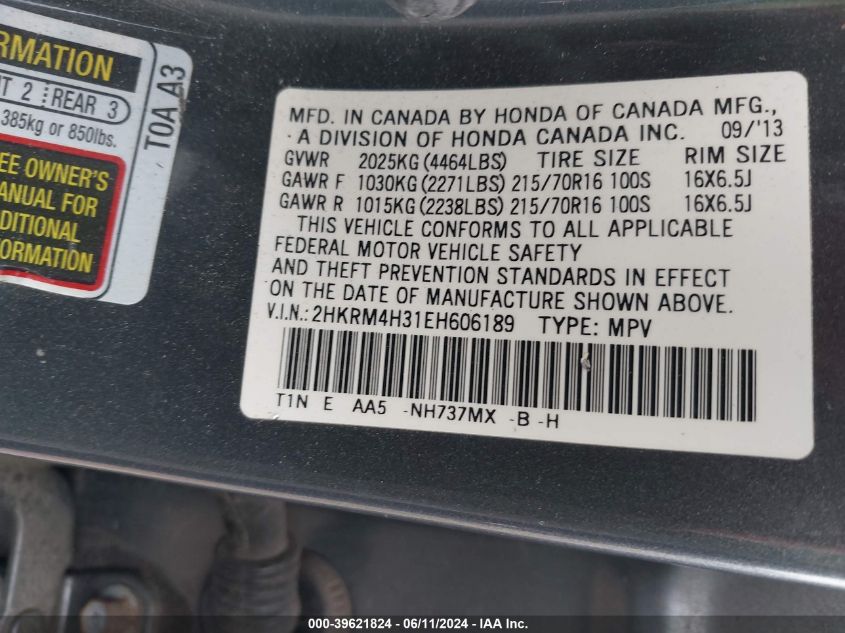 RMATION
T 2 REAR 3
385kg or 850lbs.
EE OWNER'S
ANUAL FOR
DITIONAL
FORMATION
T0A A3
MFD. IN CANADA BY HONDA OF CANADA MFG.,
A DIVISION OF HONDA CANADA INC. 09/'13
GVWR 2025KG (4464LBS) TIRE SIZE RIM SIZE
GAWR F 1030KG (2271LBS) 215/70R16 100S 16X6.5J
GAWR R 1015KG (2238LBS) 215/70R16 100S 16X6.5J
THIS VEHICLE CONFORMS TO ALL APPLICABLE
FEDERAL MOTOR VEHICLE SAFETY
AND THEFT PREVENTION STANDARDS IN EFFECT
ON THE DATE OF MANUFACTURE SHOWN ABOVE.
V.I.N.: 2HKRM4H31EH606189 TYPE: MPV
T1N E AA5 -NH737MX -B -H
000-39621824 - 06/11/2024 - IAA Inc.